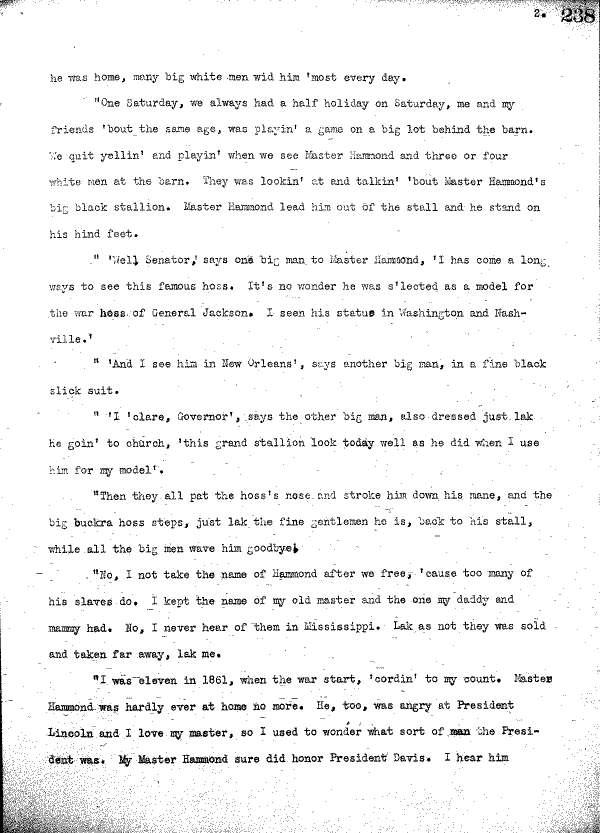 2. 238
he was home, many big white men wid him 'most every day.
"One Saturday, we always had a half holiday on Saturday, me and my
friends 'bout the same age, was playin' a game on a big lot behind the barn.
We quit yellin' and playin' when we see Master Hammond and three or four
white men at the barn. They was lookin' at and talkin' 'bout Master Hammond's
big black stallion. Master Hammond lead him out of the stall and he stand on
his hind feet.
" 'Well Senator,' says one big man to Master Hammond, 'I has come a long
ways to see this famous hoss. It's no wonder he was s'lected as a model for
the war hoss of General Jackson. I seen his statue in Washington and Nash-
ville.'
" 'And I see him in New Orleans', says another big man, in a fine black
slick suit.
" 'I 'clare, Governor', says the other big man, also dressed just lak
he goin' to church, 'this grand stallion look today well as he did when I use
him for my model'.
"Then they all pat the hoss's nose and stroke him down his mane, and the
big buckra hoss steps, just lak the fine gentlemen he is, back to his stall,
while all the big men wave him goodbye.
"No, I not take the name of Hammond after we free, 'cause too many of
his slaves do. I kept the name of my old master and the one my daddy and
mammy had. No, I never hear of them in Mississippi. Lak as not they was sold
and taken far away, lak me.
"I was eleven in 1861, when the war start, 'cordin' to my count. Master
Hammond was hardly ever at home no more. He, too, was angry at President
Lincoln and I love my master, so I used to wonder what sort of man the Presi-
dent was. My Master Hammond sure did honor President Davis. I hear him